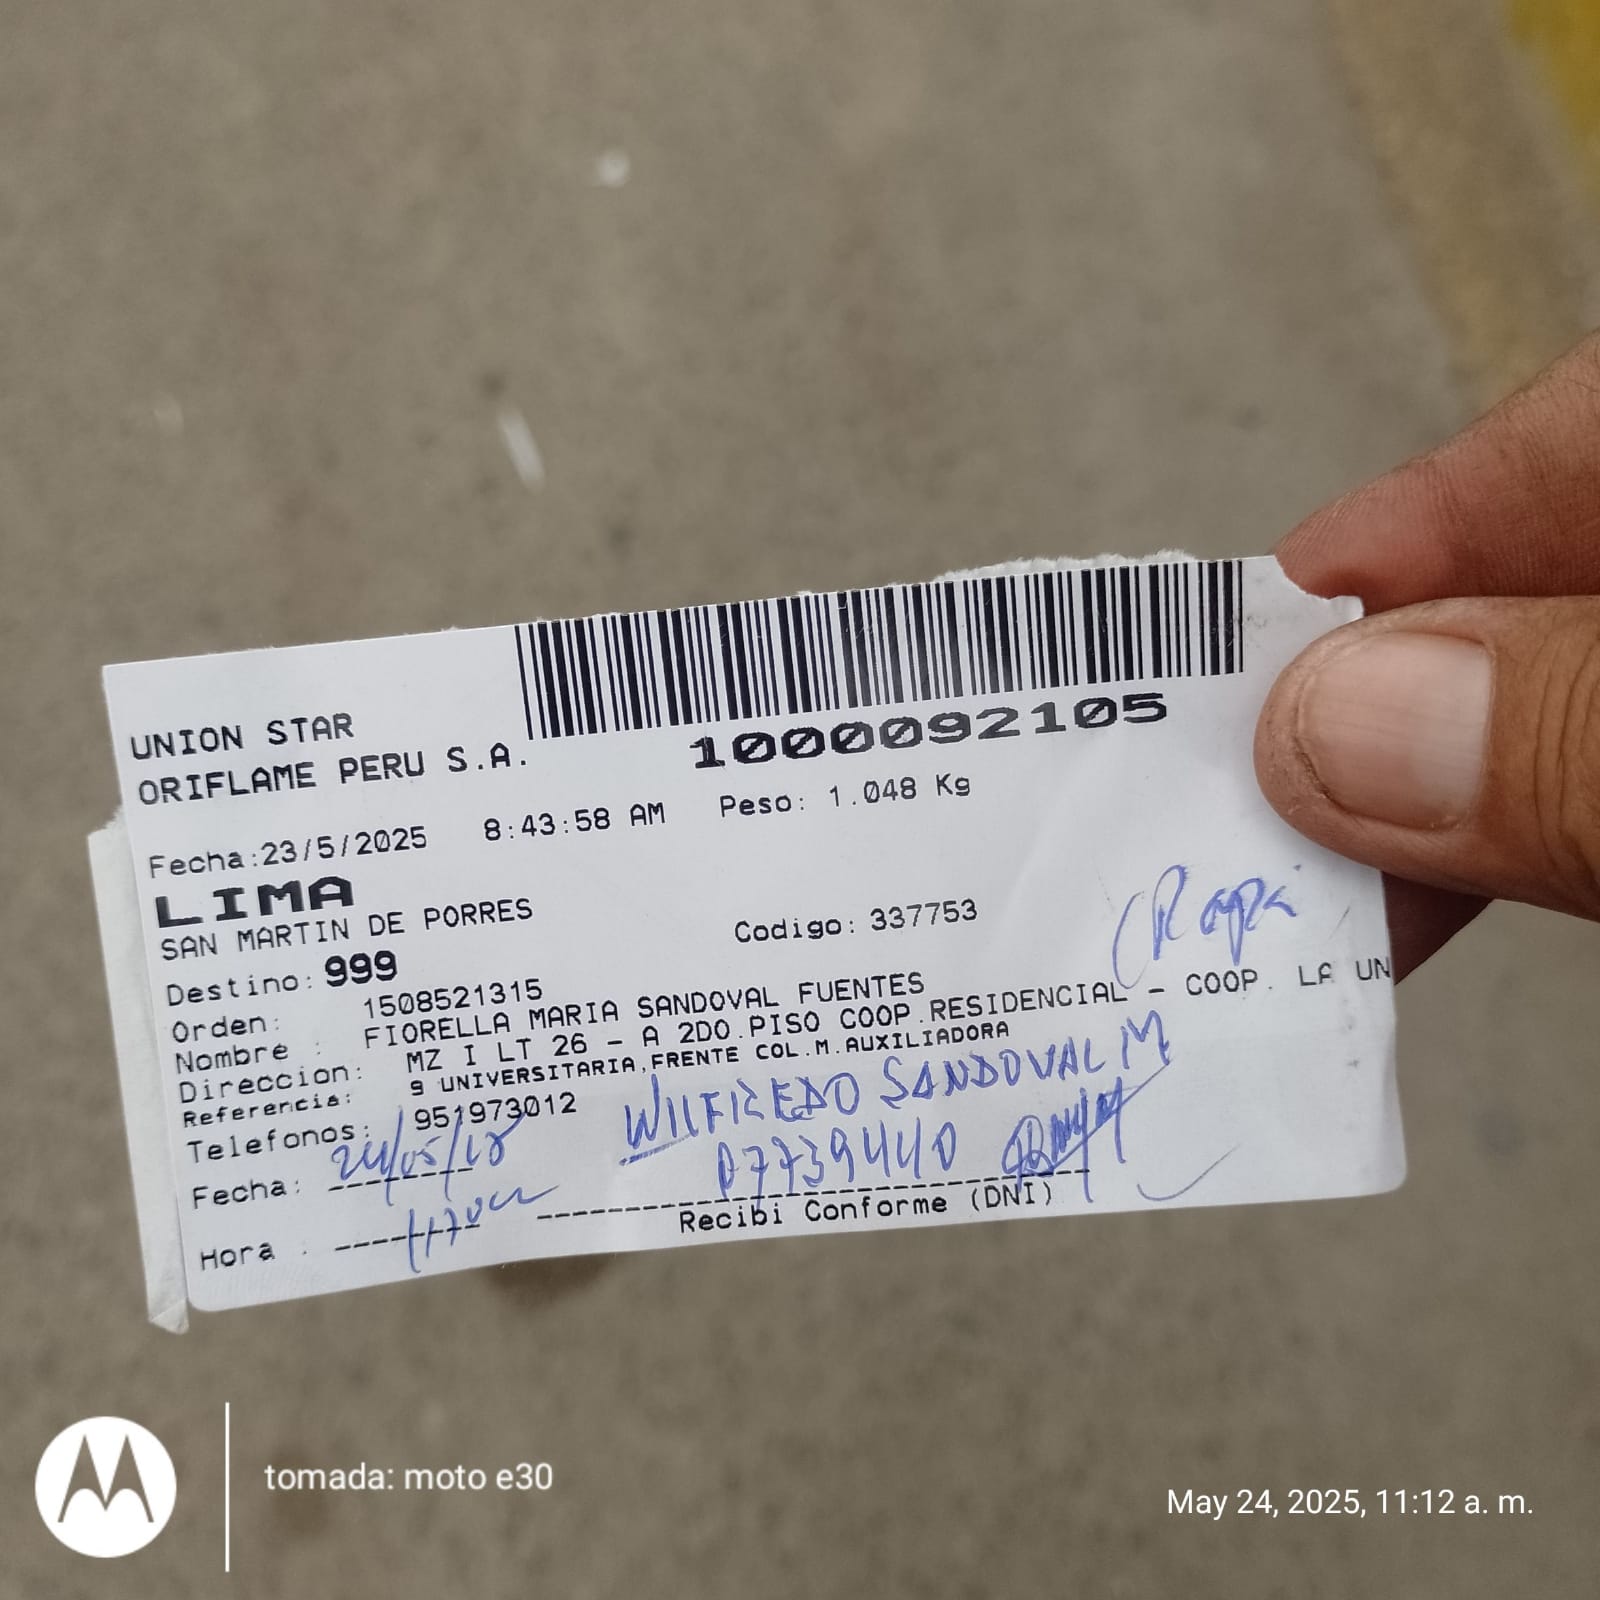 UNION STAR
ORIFLAME PERU S.A.
1000092105
Fecha:23/5/2025 8:43:58 AM Peso: 1.048 Kg
LIMA
SAN MARTIN DE PORRES Codigo: 337753
Destino: 999
Orden: 1508521315
Nombre : FIORELLA MARIA SANDOVAL FUENTES
Direccion: MZ I LT 26 - A 2DO.PISO COOP.RESIDENCIAL - COOP. LA UN
Referencia: 9 UNIVERSITARIA,FRENTE COL.M.AUXILIADORA
Telefonos: 951973012
WILFREDO SANDOVAL M
07739440
Fecha:
Recibi Conforme (DNI)
Hora :
tomada: moto e30
May 24, 2025, 11:12 a. m.